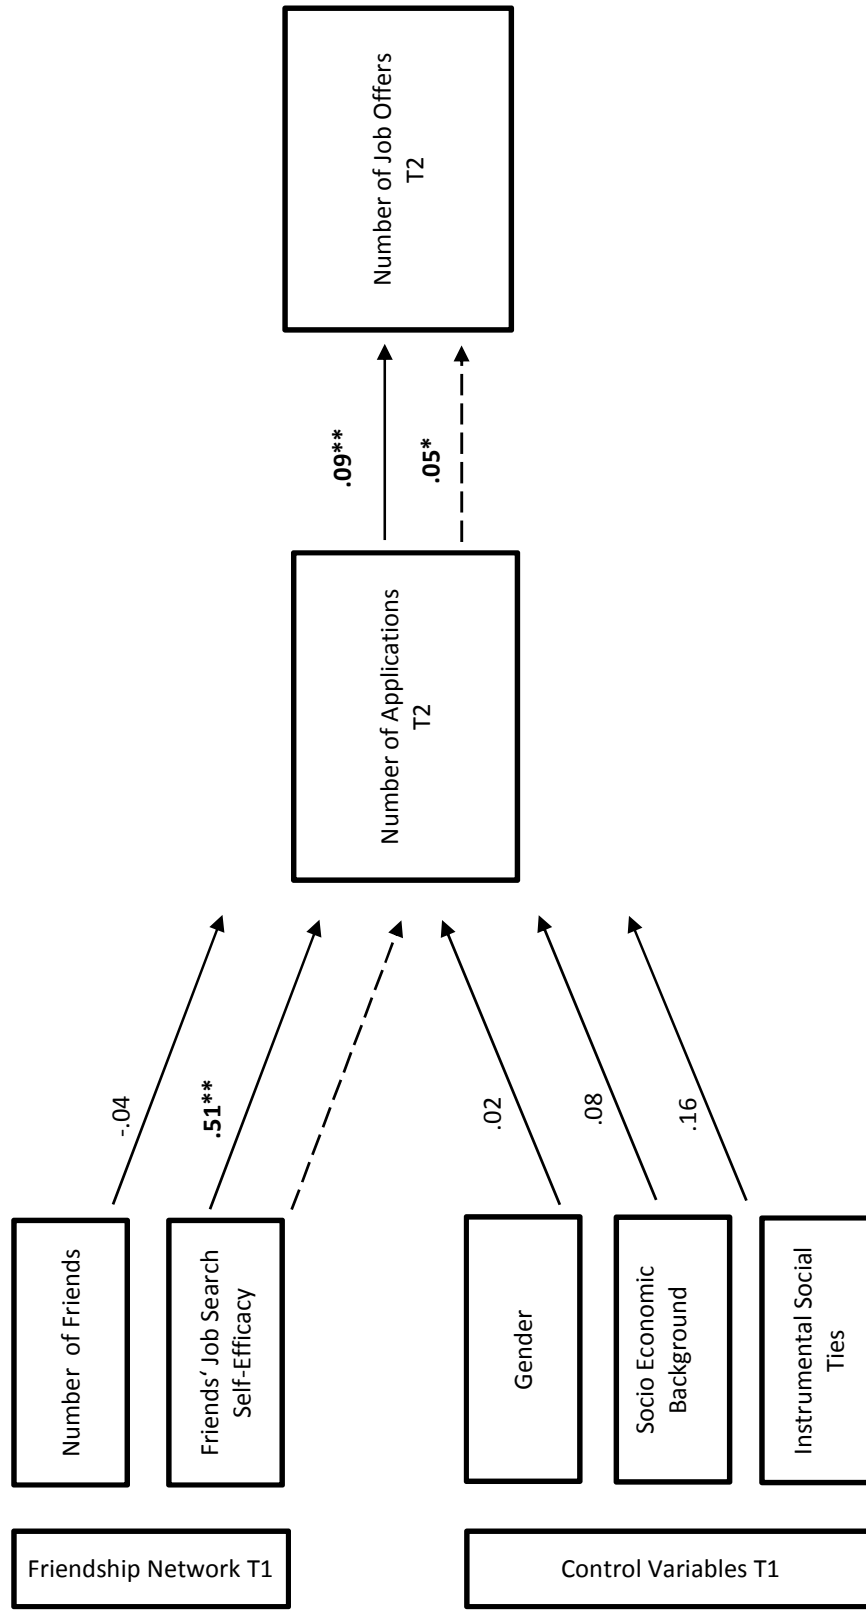 Friendship Network T1
Number  of Friends
Friends‘ Job Search
Self-Efficacy
Control Variables T1
Gender
Socio Economic
Background
Instrumental Social
Ties
-.04
.51**
.02
.08
.16
Number of Applications
T2
.09**
.05*
Number of Job Offers
T2